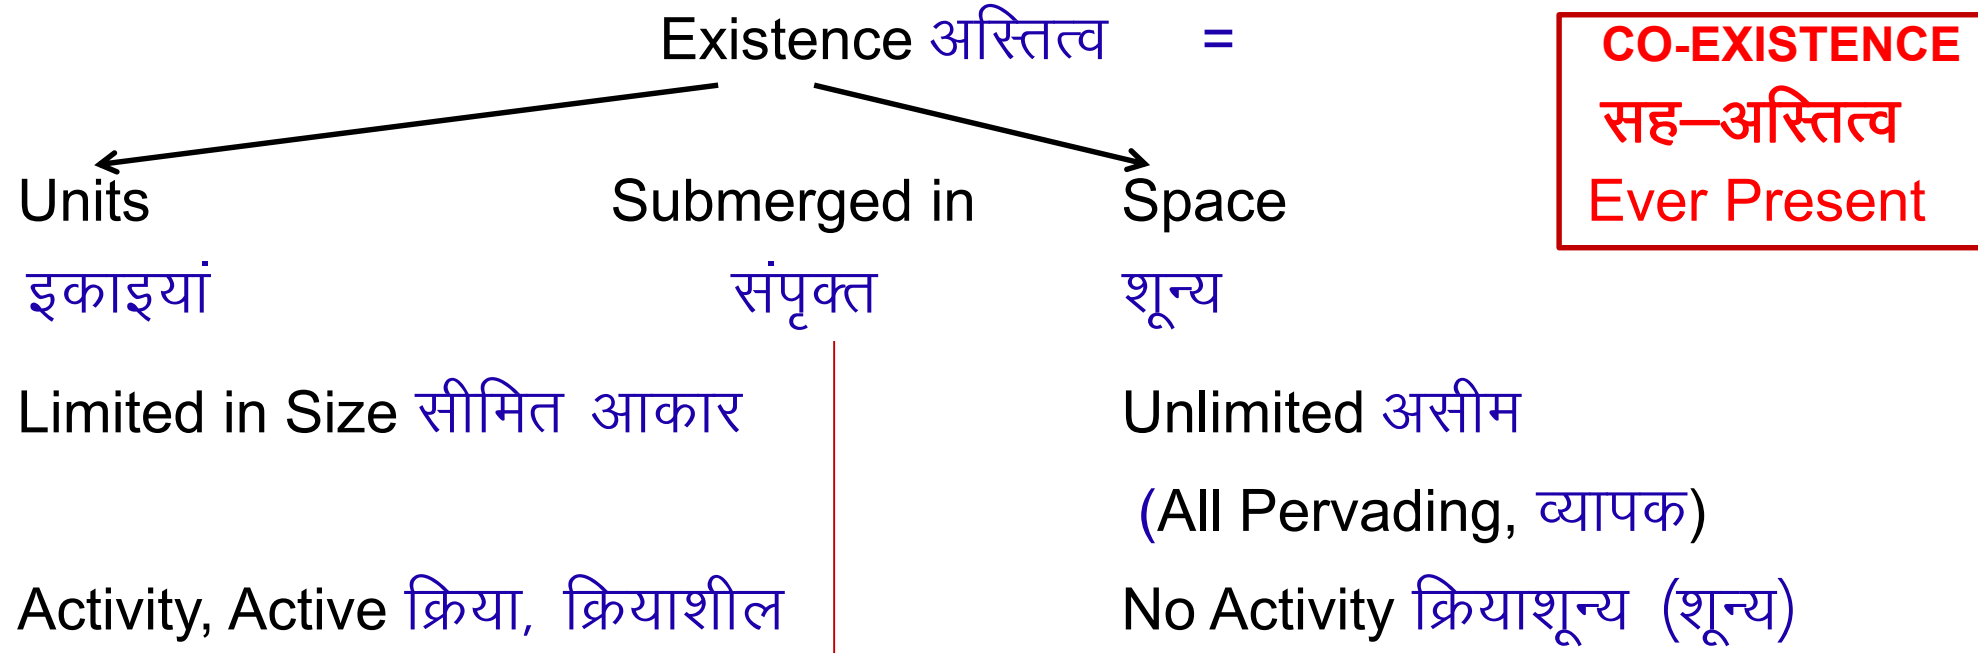 Existence अस्तित्व =
CO-EXISTENCE
सह–अस्तित्व
Ever Present
Units Submerged in Space
इकाइयां संपृक्त शून्य
Limited in Size सीमित आकार Unlimited असीम
(All Pervading, व्यापक)
Activity, Active क्रिया, क्रियाशील No Activity क्रियाशून्य (शून्य)